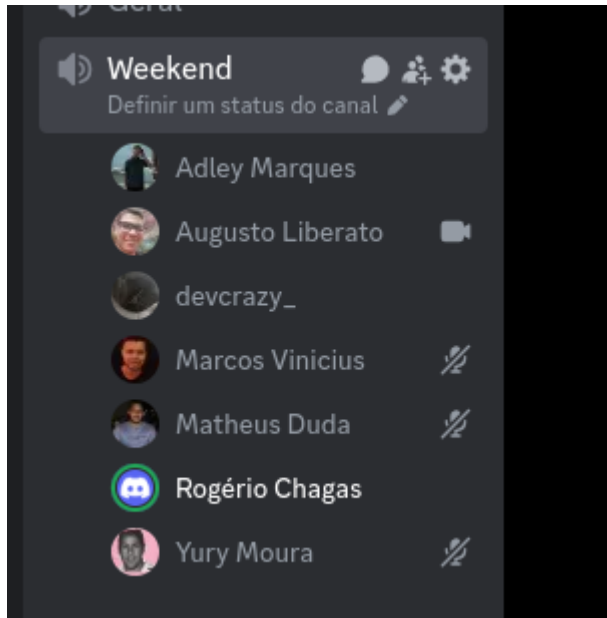 Geral
Weekend
Definir um status do canal
Adley Marques
Augusto Liberato
devcrazy_
Marcos Vinicius
Matheus Duda
Rogério Chagas
Yury Moura